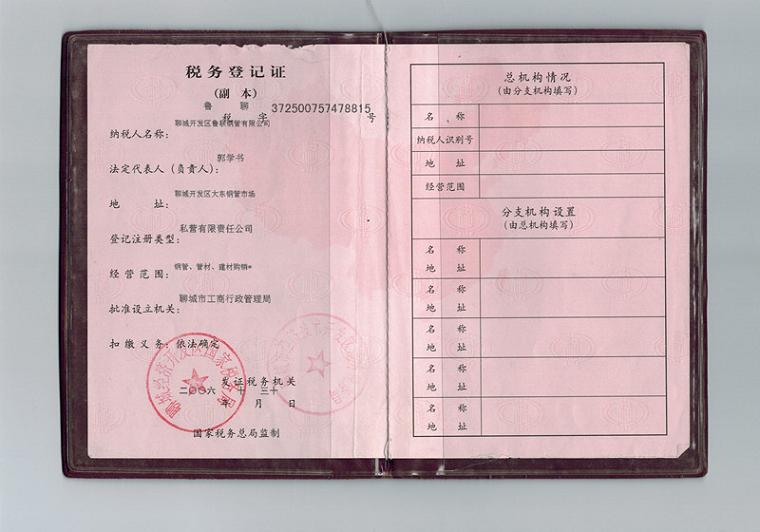 税务登记证
(副本)
鲁 聊
税 字 372500757478815 号
聊城开发区鲁联钢管有限公司
纳税人名称:
郭学书
法定代表人(负责人):
聊城开发区大东钢管市场
地 址:
私营有限责任公司
登记注册类型:
钢管、管材、建材购销*
经营范围:
聊城市工商行政管理局
批准设立机关:
扣缴义务: 依法确定
发证税务机关
二〇〇六 十 三十
年 月 日
国家税务总局监制
总机构情况
(由分支机构填写)
名 称
纳税人识别号
地 址
经营范围
分支机构设置
(由总机构填写)
名 称
地 址
名 称
地 址
名 称
地 址
名 称
地 址
名 称
地 址